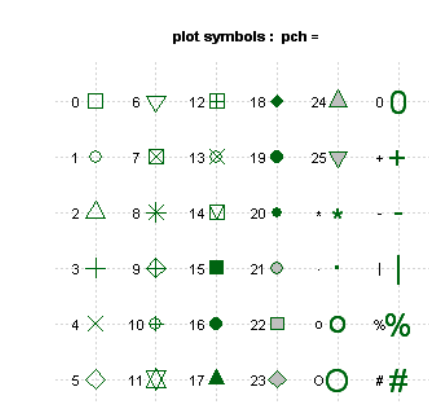 plot symbols : pch =
0 6 12 18 24 0 0
1 7 13 19 25 + +
2 8 14 20 * * - -
3 9 15 21 . . | |
4 10 16 22 o o % %
5 11 17 23 O O # #